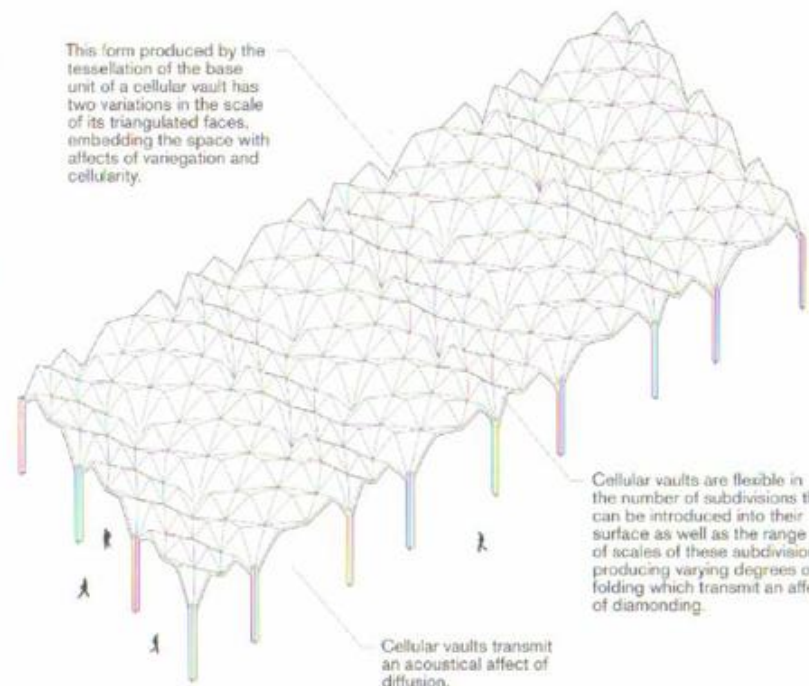 This form produced by the
tessellation of the base
unit of a cellular vault has
two variations in the scale
of its triangulated faces,
embedding the space with
affects of variegation and
cellularity.
Cellular vaults are flexible in
the number of subdivisions th
can be introduced into their
surface as well as the range
of scales of these subdivision
producing varying degrees o
folding which transmit an affe
of diamonding.
Cellular vaults transmit
an acoustical affect of
diffusion.